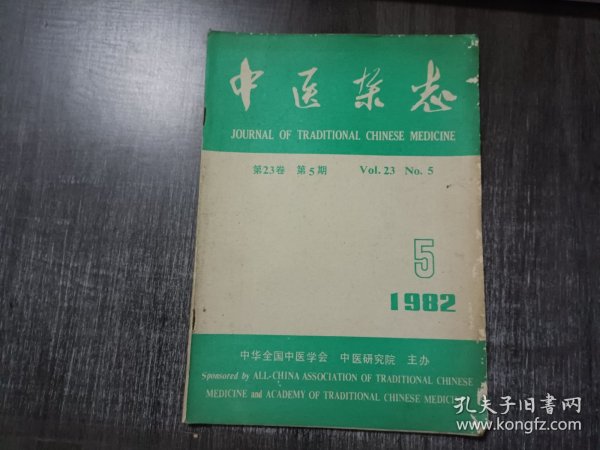 中医杂志
JOURNAL OF TRADITIONAL CHINESE MEDICINE
第23卷 第5期 Vol. 23 No. 5
5
1982
中华全国中医学会 中医研究院 主办
Sponsored by ALL-CHINA ASSOCIATION OF TRADITIONAL CHINESE
MEDICINE and ACADEMY OF TRADITIONAL CHINESE MEDICINE
孔夫子旧书网
www.kongfz.com